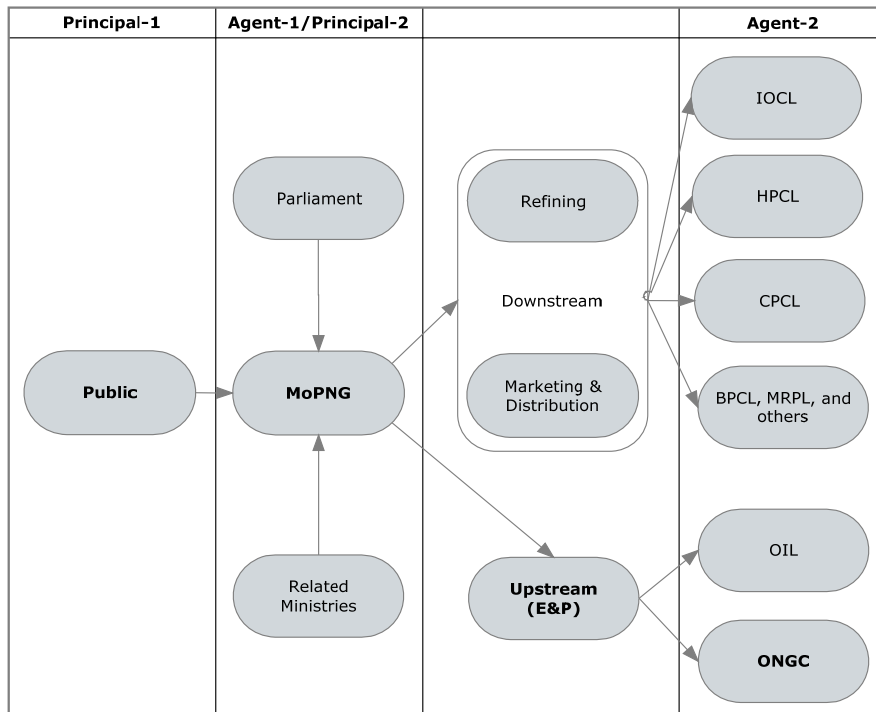 Principal-1
Agent-1/Principal-2
Agent-2
Public
Parliament
MoPNG
Related
Ministries
Refining
Downstream
Marketing &
Distribution
Upstream
(E&P)
IOCL
HPCL
CPCL
BPCL, MRPL, and
others
OIL
ONGC